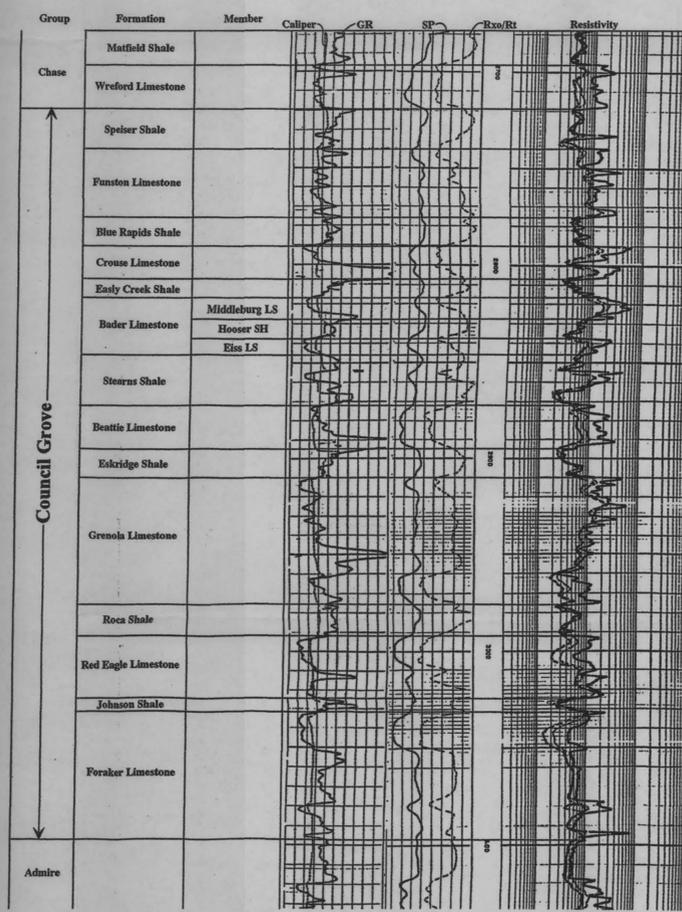 Group Formation Member Caliper GR SP Rxo/Rt Resistivity
Matfield Shale
Chase
Wreford Limestone
Speiser Shale
Funston Limestone
Blue Rapids Shale
Crouse Limestone
Easly Creek Shale
Middleburg LS
Bader Limestone
Hooser SH
Eiss LS
Stearns Shale
Beattie Limestone
Eskridge Shale
Council Grove
Grenola Limestone
Roca Shale
Red Eagle Limestone
Johnson Shale
Foraker Limestone
Admire